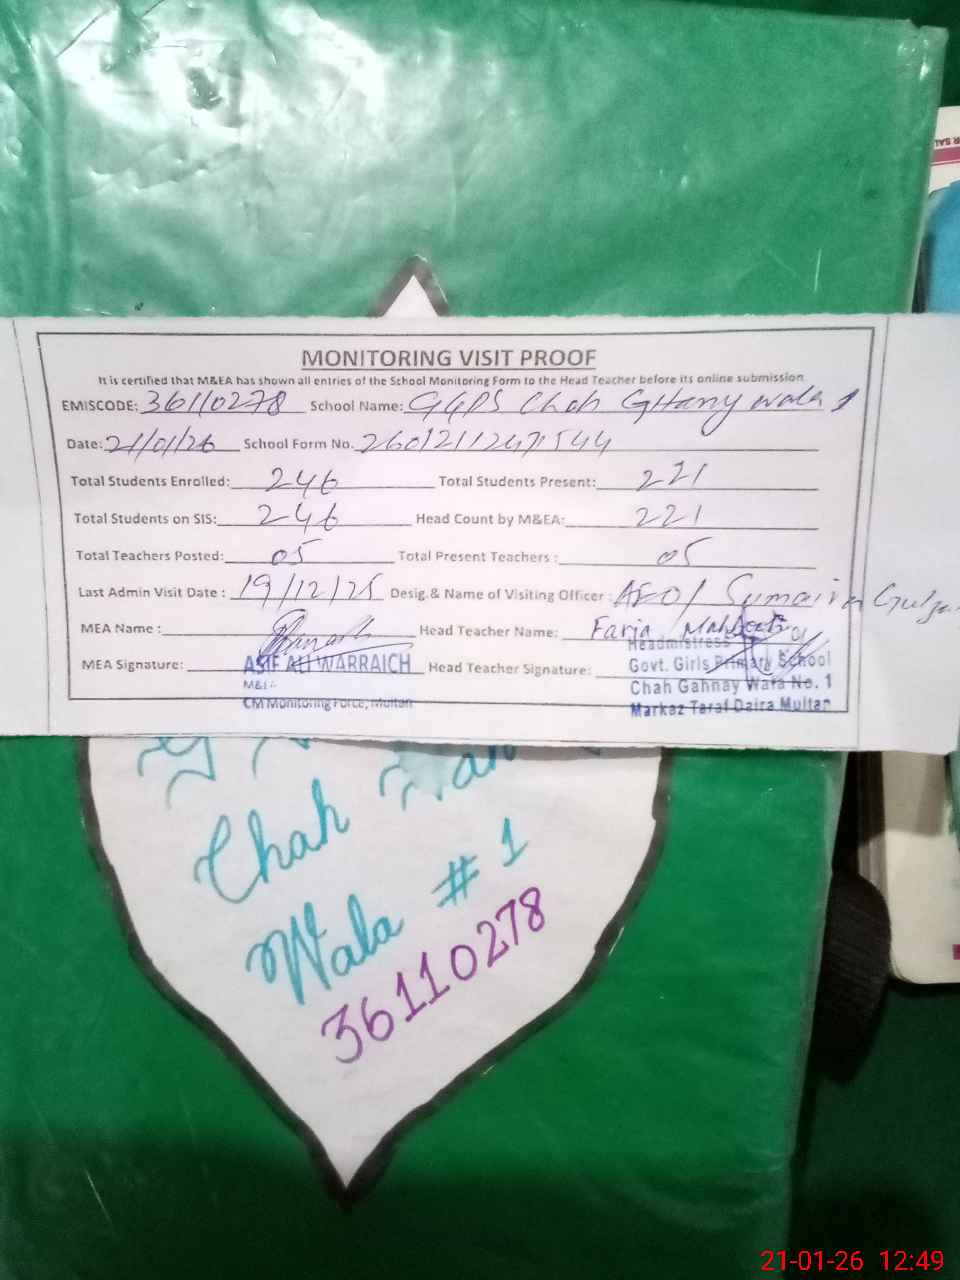 MONITORING VISIT PROOF
It is certified that M&EA has shown all entries of the School Monitoring Form to the Head Teacher before its online submission
EMISCODE: 36110278 School Name: GGPS Chah GHanny wala 1
Date: 21/01/26 School Form No. 2601211247544
Total Students Enrolled: 246 Total Students Present: 221
Total Students on SIS: 246 Head Count by M&EA: 221
Total Teachers Posted: 05 Total Present Teachers : 05
Last Admin Visit Date : 19/12/25 Desig.& Name of Visiting Officer : AEO/ Sumaira
MEA Name : Head Teacher Name: Farja
Headmistress
MEA Signature: ASIF ALI WARRAICH Head Teacher Signature: Govt. Girls Primary School
M&EA Chah Gahnay Wala No. 1
CM Monitoring Force, Multan Markaz Taraf Daira Multan
Chah
Wala # 1
36110278
21-01-26 12:49